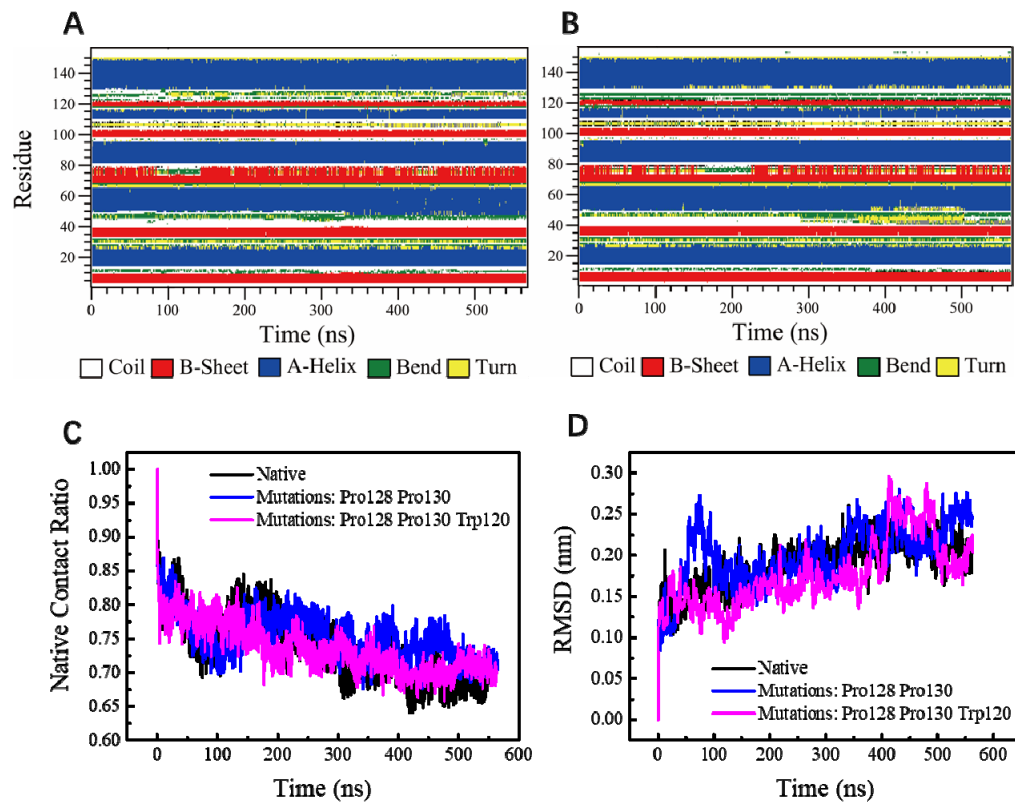 A
B
Residue
140
120
100
80
60
40
20
0 100 200 300 400 500
Time (ns)
Coil B-Sheet A-Helix Bend Turn
140
120
100
80
60
40
20
0 100 200 300 400 500
Time (ns)
Coil B-Sheet A-Helix Bend Turn
C
Native Contact Ratio
1.00
0.95
0.90
0.85
0.80
0.75
0.70
0.65
0.60
Native
Mutations: Pro128 Pro130
Mutations: Pro128 Pro130 Trp120
0 100 200 300 400 500 600
Time (ns)
D
RMSD (nm)
0.30
0.25
0.20
0.15
0.10
0.05
0.00
Native
Mutations: Pro128 Pro130
Mutations: Pro128 Pro130 Trp120
0 100 200 300 400 500 600
Time (ns)